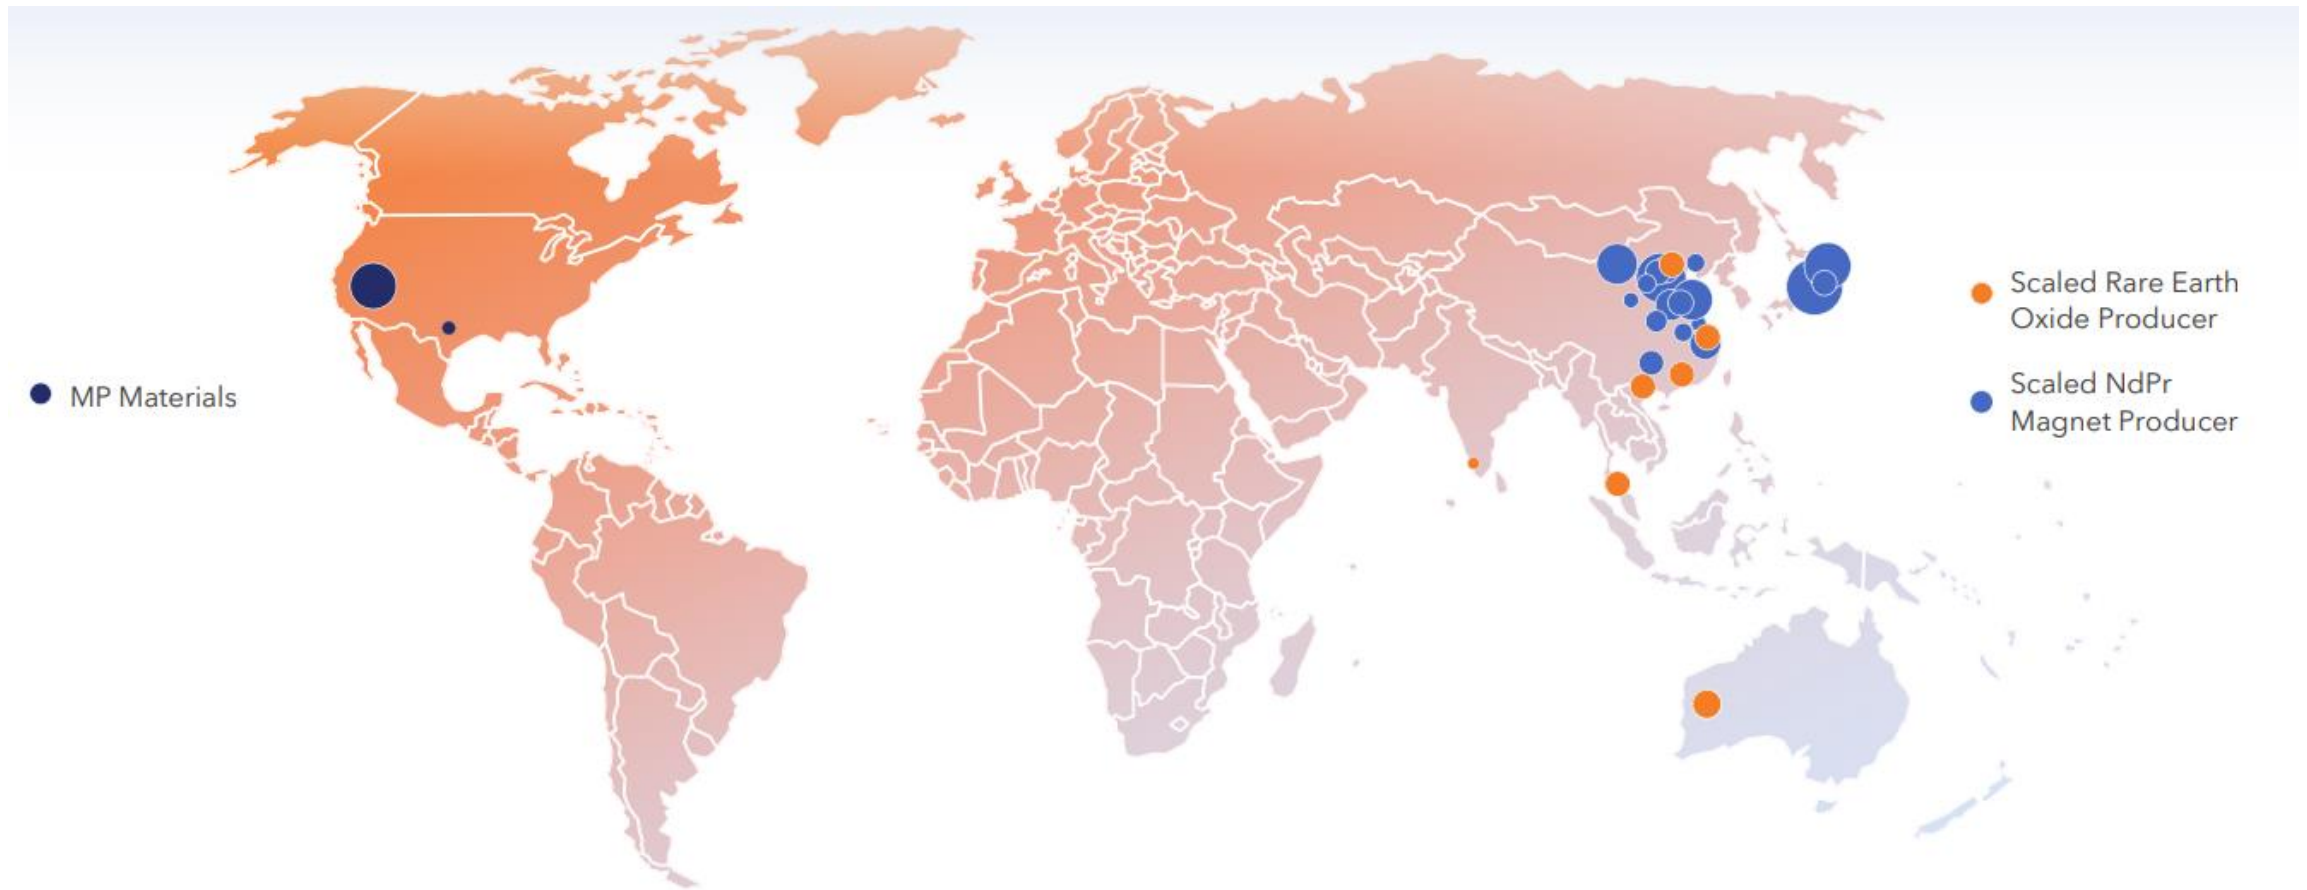 MP Materials
Scaled Rare Earth
Oxide Producer
Scaled NdPr
Magnet Producer